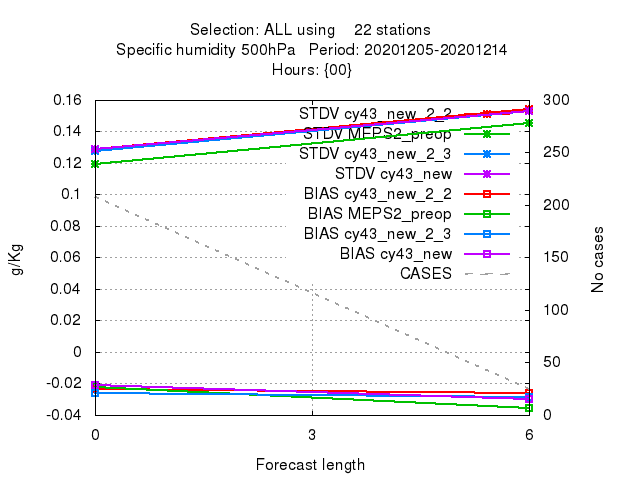 Selection: ALL using    22 stations
Specific humidity 500hPa   Period: 20201205-20201214
Hours: {00}
0.16
0.14
0.12
0.1
0.08
0.06
0.04
0.02
0
-0.02
-0.04
g/Kg
STDV cy43_new_2_2
STDV MEPS2_preop
STDV cy43_new_2_3
STDV cy43_new
BIAS cy43_new_2_2
BIAS MEPS2_preop
BIAS cy43_new_2_3
BIAS cy43_new
CASES
300
250
200
150
100
50
0
No cases
0 3 6
Forecast length